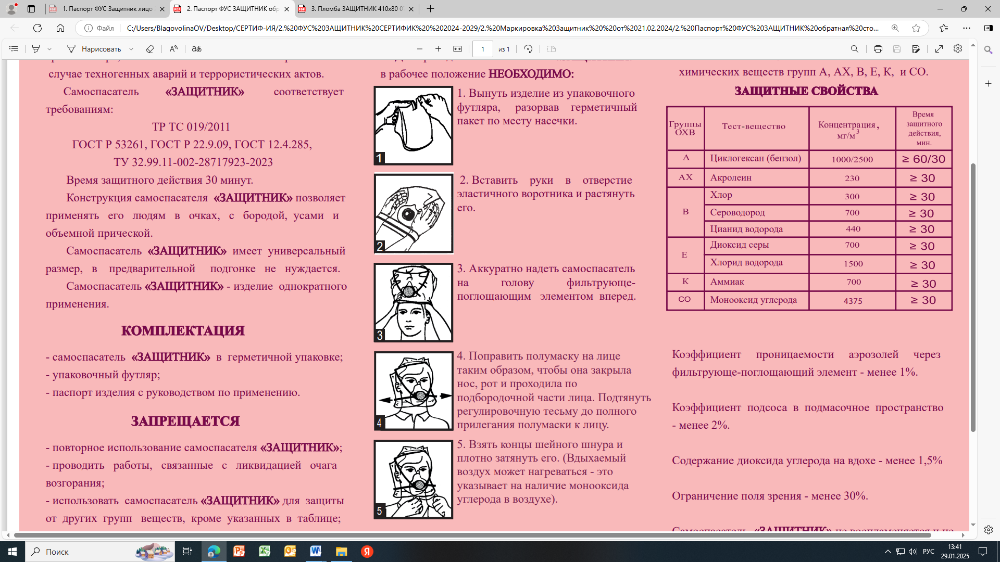 1. Паспорт ФУС Защитник лицо
2. Паспорт ФУС ЗАЩИТНИК обр
3. Пломба ЗАЩИТНИК 410x80 0
Файл
C:/Users/BlagovolinaOV/Desktop/СЕРТИФ-ИЯ/2.%20ФУС%20ЗАЩИТНИК%20СЕРТИФИК%20%202024-2029/2.%20Маркировка%20Защитник%20%20от%2021.02.2024/2.%20Паспорт%20ФУС%20ЗАЩИТНИК%20обратная%20сто...
Нарисовать
1
из 1
случае техногенных аварий и террористических актов.
Самоспасатель «ЗАЩИТНИК» соответствует
требованиям:
ТР ТС 019/2011
ГОСТ Р 53261, ГОСТ Р 22.9.09, ГОСТ 12.4.285,
ТУ 32.99.11-002-28717923-2023
Время защитного действия 30 минут.
Конструкция самоспасателя «ЗАЩИТНИК» позволяет
применять его людям в очках, с бородой, усами и
объемной прической.
Самоспасатель «ЗАЩИТНИК» имеет универсальный
размер, в предварительной подгонке не нуждается.
Самоспасатель «ЗАЩИТНИК» - изделие однократного
применения.
КОМПЛЕКТАЦИЯ
- самоспасатель «ЗАЩИТНИК» в герметичной упаковке;
- упаковочный футляр;
- паспорт изделия с руководством по применению.
ЗАПРЕЩАЕТСЯ
- повторное использование самоспасателя «ЗАЩИТНИК»;
- проводить работы, связанные с ликвидацией очага
возгорания;
- использовать самоспасатель «ЗАЩИТНИК» для защиты
от других групп веществ, кроме указанных в таблице;
в рабочее положение НЕОБХОДИМО:
1
1. Вынуть изделие из упаковочного
футляра, разорвав герметичный
пакет по месту насечки.
2
2. Вставить руки в отверстие
эластичного воротника и растянуть
его.
3
3. Аккуратно надеть самоспасатель
на голову фильтрующе-
поглощающим элементом вперед.
4
4. Поправить полумаску на лице
таким образом, чтобы она закрыла
нос, рот и проходила по
подбородочной части лица. Подтянуть
регулировочную тесьму до полного
прилегания полумаски к лицу.
5
5. Взять концы шейного шнура и
плотно затянуть его. (Вдыхаемый
воздух может нагреваться - это
указывает на наличие монооксида
углерода в воздухе).
химических веществ групп А, АХ, В, Е, К, и СО.
ЗАЩИТНЫЕ СВОЙСТВА
Группы ОХВ Тест-вещество Концентрация, мг/м3 Время защитного действия, мин.
А Циклогексан (бензол) 1000/2500 ≥ 60/30
АХ Акролеин 230 ≥ 30
В Хлор 300 ≥ 30
Сероводород 700 ≥ 30
Цианид водорода 440 ≥ 30
Е Диоксид серы 700 ≥ 30
Хлорид водорода 1500 ≥ 30
К Аммиак 700 ≥ 30
СО Монооксид углерода 4375 ≥ 30
Коэффициент проницаемости аэрозолей через
фильтрующе-поглощающий элемент - менее 1%.
Коэффициент подсоса в подмасочное пространство
- менее 2%.
Содержание диоксида углерода на вдохе - менее 1,5%
Ограничение поля зрения - менее 30%.
Самоспасатель «ЗАЩИТНИК» не воспламеняется и не
Поиск
РУС
13:41
29.01.2025